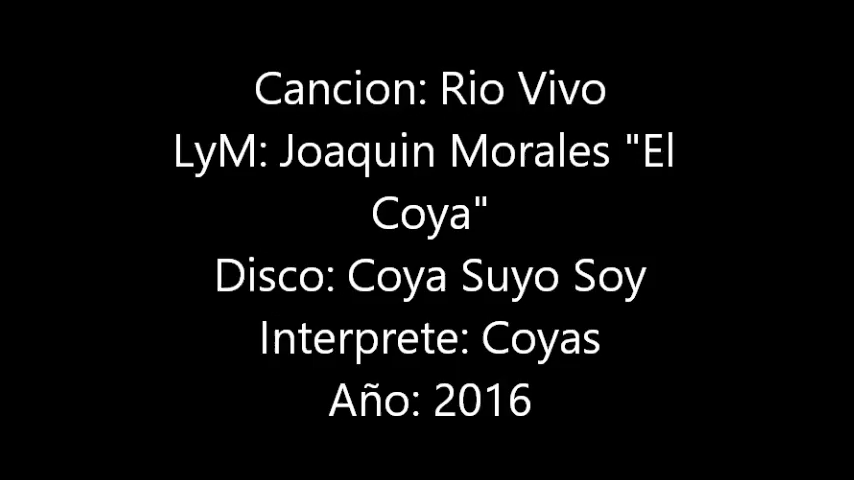 Cancion: Rio Vivo
LyM: Joaquin Morales "El
Coya"
Disco: Coya Suyo Soy
Interprete: Coyas
Año: 2016